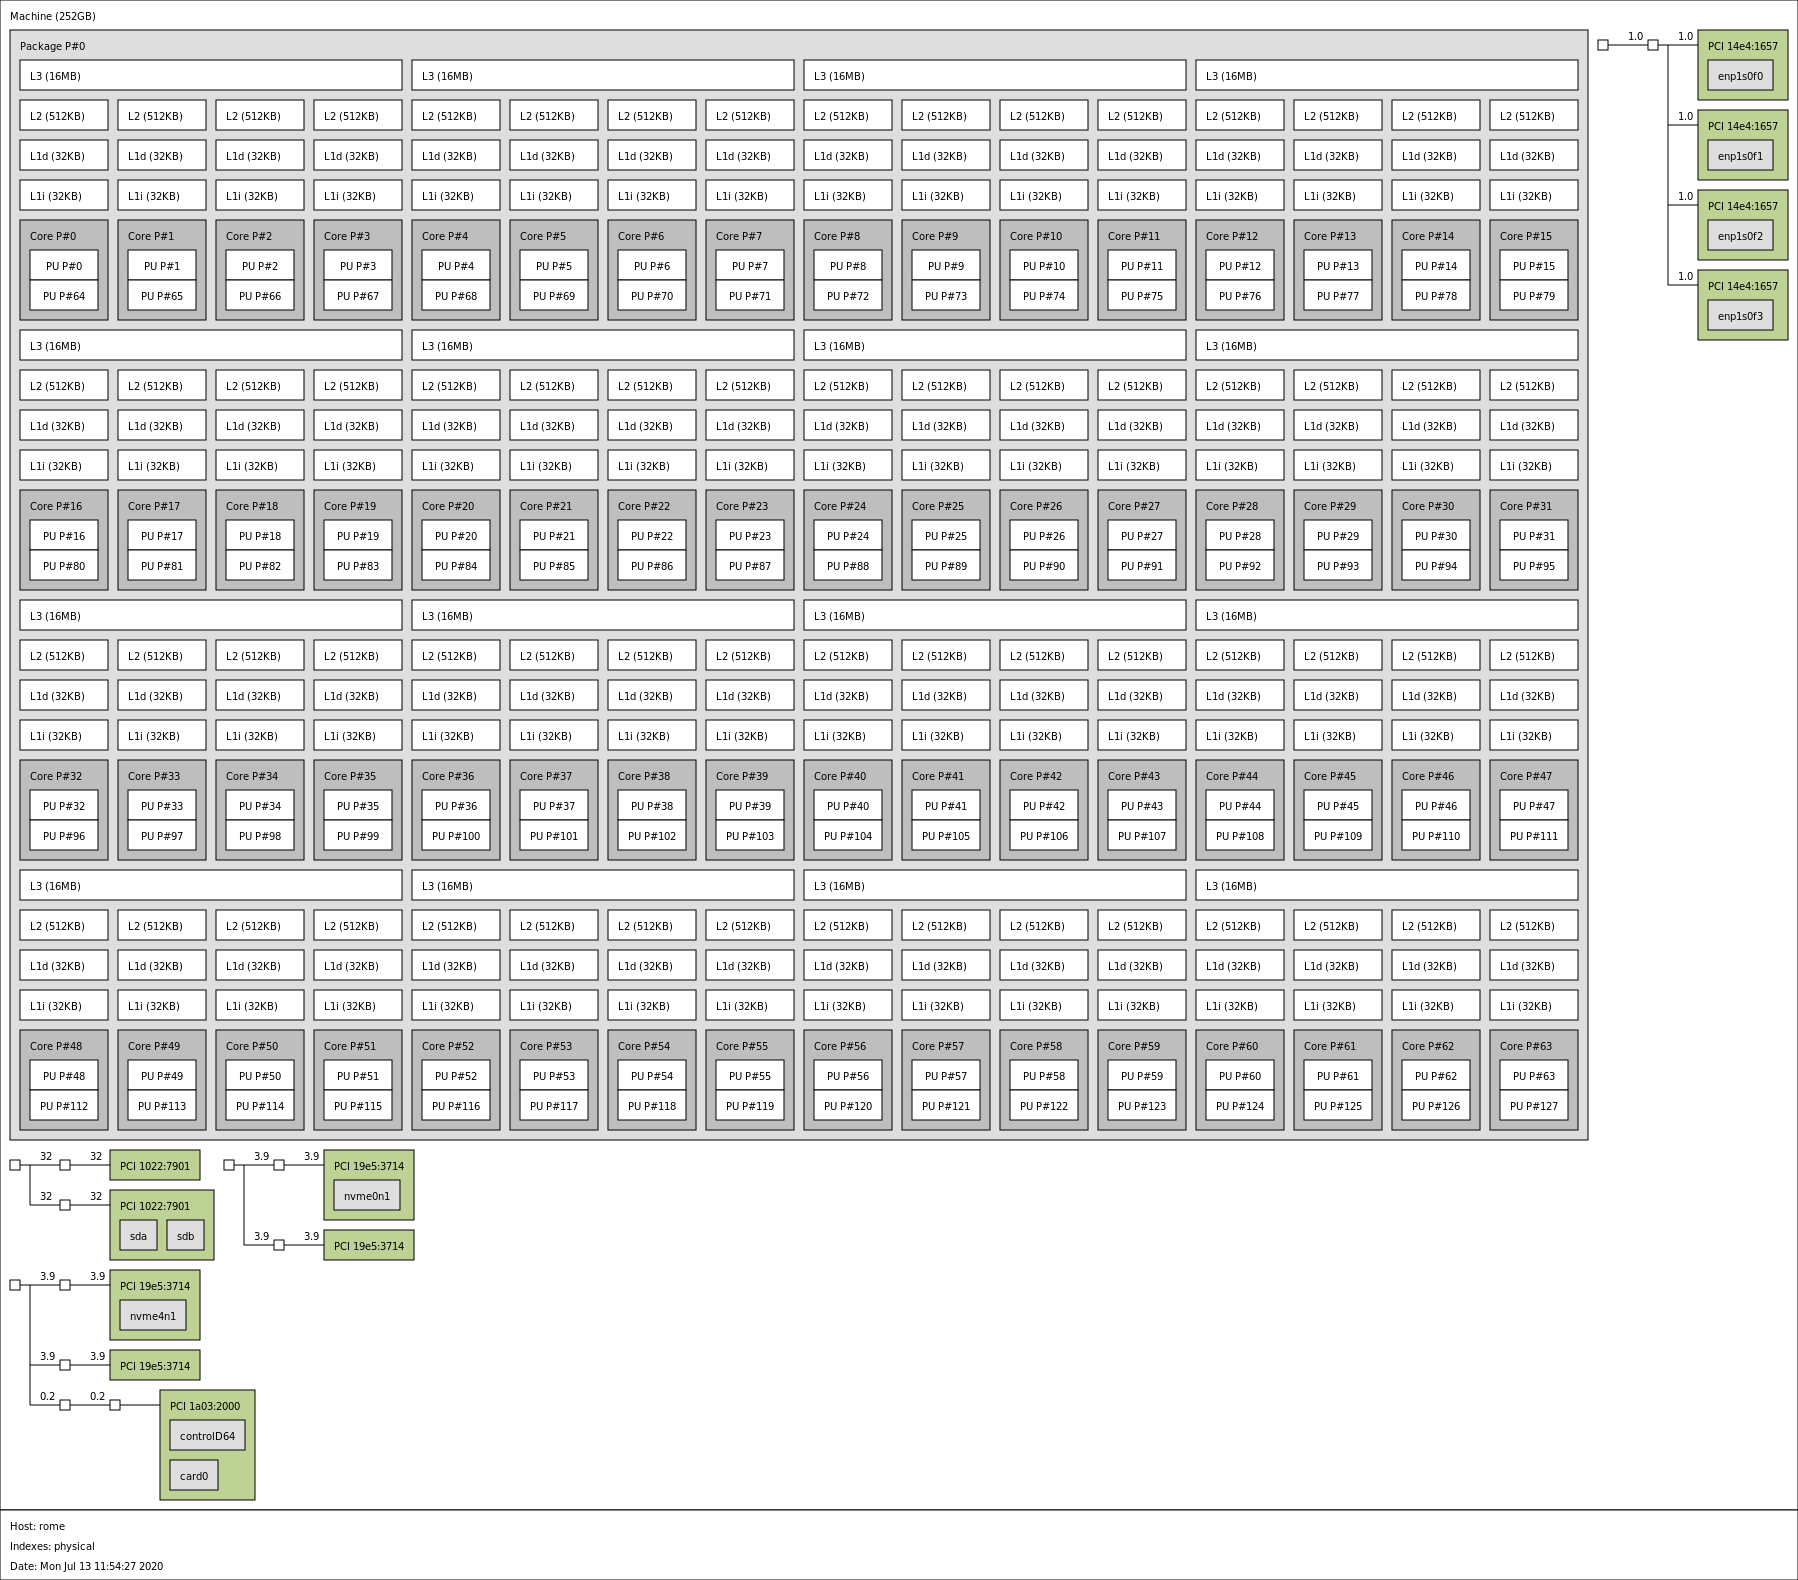 Machine (252GB)
Package P#0
L3 (16MB) L3 (16MB) L3 (16MB) L3 (16MB)
L2 (512KB) L2 (512KB) L2 (512KB) L2 (512KB) L2 (512KB) L2 (512KB) L2 (512KB) L2 (512KB) L2 (512KB) L2 (512KB) L2 (512KB) L2 (512KB) L2 (512KB) L2 (512KB) L2 (512KB) L2 (512KB)
L1d (32KB) L1d (32KB) L1d (32KB) L1d (32KB) L1d (32KB) L1d (32KB) L1d (32KB) L1d (32KB) L1d (32KB) L1d (32KB) L1d (32KB) L1d (32KB) L1d (32KB) L1d (32KB) L1d (32KB) L1d (32KB)
L1i (32KB) L1i (32KB) L1i (32KB) L1i (32KB) L1i (32KB) L1i (32KB) L1i (32KB) L1i (32KB) L1i (32KB) L1i (32KB) L1i (32KB) L1i (32KB) L1i (32KB) L1i (32KB) L1i (32KB) L1i (32KB)
Core P#0 Core P#1 Core P#2 Core P#3 Core P#4 Core P#5 Core P#6 Core P#7 Core P#8 Core P#9 Core P#10 Core P#11 Core P#12 Core P#13 Core P#14 Core P#15
PU P#0 PU P#1 PU P#2 PU P#3 PU P#4 PU P#5 PU P#6 PU P#7 PU P#8 PU P#9 PU P#10 PU P#11 PU P#12 PU P#13 PU P#14 PU P#15
PU P#64 PU P#65 PU P#66 PU P#67 PU P#68 PU P#69 PU P#70 PU P#71 PU P#72 PU P#73 PU P#74 PU P#75 PU P#76 PU P#77 PU P#78 PU P#79
L3 (16MB) L3 (16MB) L3 (16MB) L3 (16MB)
L2 (512KB) L2 (512KB) L2 (512KB) L2 (512KB) L2 (512KB) L2 (512KB) L2 (512KB) L2 (512KB) L2 (512KB) L2 (512KB) L2 (512KB) L2 (512KB) L2 (512KB) L2 (512KB) L2 (512KB) L2 (512KB)
L1d (32KB) L1d (32KB) L1d (32KB) L1d (32KB) L1d (32KB) L1d (32KB) L1d (32KB) L1d (32KB) L1d (32KB) L1d (32KB) L1d (32KB) L1d (32KB) L1d (32KB) L1d (32KB) L1d (32KB) L1d (32KB)
L1i (32KB) L1i (32KB) L1i (32KB) L1i (32KB) L1i (32KB) L1i (32KB) L1i (32KB) L1i (32KB) L1i (32KB) L1i (32KB) L1i (32KB) L1i (32KB) L1i (32KB) L1i (32KB) L1i (32KB) L1i (32KB)
Core P#16 Core P#17 Core P#18 Core P#19 Core P#20 Core P#21 Core P#22 Core P#23 Core P#24 Core P#25 Core P#26 Core P#27 Core P#28 Core P#29 Core P#30 Core P#31
PU P#16 PU P#17 PU P#18 PU P#19 PU P#20 PU P#21 PU P#22 PU P#23 PU P#24 PU P#25 PU P#26 PU P#27 PU P#28 PU P#29 PU P#30 PU P#31
PU P#80 PU P#81 PU P#82 PU P#83 PU P#84 PU P#85 PU P#86 PU P#87 PU P#88 PU P#89 PU P#90 PU P#91 PU P#92 PU P#93 PU P#94 PU P#95
L3 (16MB) L3 (16MB) L3 (16MB) L3 (16MB)
L2 (512KB) L2 (512KB) L2 (512KB) L2 (512KB) L2 (512KB) L2 (512KB) L2 (512KB) L2 (512KB) L2 (512KB) L2 (512KB) L2 (512KB) L2 (512KB) L2 (512KB) L2 (512KB) L2 (512KB) L2 (512KB)
L1d (32KB) L1d (32KB) L1d (32KB) L1d (32KB) L1d (32KB) L1d (32KB) L1d (32KB) L1d (32KB) L1d (32KB) L1d (32KB) L1d (32KB) L1d (32KB) L1d (32KB) L1d (32KB) L1d (32KB) L1d (32KB)
L1i (32KB) L1i (32KB) L1i (32KB) L1i (32KB) L1i (32KB) L1i (32KB) L1i (32KB) L1i (32KB) L1i (32KB) L1i (32KB) L1i (32KB) L1i (32KB) L1i (32KB) L1i (32KB) L1i (32KB) L1i (32KB)
Core P#32 Core P#33 Core P#34 Core P#35 Core P#36 Core P#37 Core P#38 Core P#39 Core P#40 Core P#41 Core P#42 Core P#43 Core P#44 Core P#45 Core P#46 Core P#47
PU P#32 PU P#33 PU P#34 PU P#35 PU P#36 PU P#37 PU P#38 PU P#39 PU P#40 PU P#41 PU P#42 PU P#43 PU P#44 PU P#45 PU P#46 PU P#47
PU P#96 PU P#97 PU P#98 PU P#99 PU P#100 PU P#101 PU P#102 PU P#103 PU P#104 PU P#105 PU P#106 PU P#107 PU P#108 PU P#109 PU P#110 PU P#111
L3 (16MB) L3 (16MB) L3 (16MB) L3 (16MB)
L2 (512KB) L2 (512KB) L2 (512KB) L2 (512KB) L2 (512KB) L2 (512KB) L2 (512KB) L2 (512KB) L2 (512KB) L2 (512KB) L2 (512KB) L2 (512KB) L2 (512KB) L2 (512KB) L2 (512KB) L2 (512KB)
L1d (32KB) L1d (32KB) L1d (32KB) L1d (32KB) L1d (32KB) L1d (32KB) L1d (32KB) L1d (32KB) L1d (32KB) L1d (32KB) L1d (32KB) L1d (32KB) L1d (32KB) L1d (32KB) L1d (32KB) L1d (32KB)
L1i (32KB) L1i (32KB) L1i (32KB) L1i (32KB) L1i (32KB) L1i (32KB) L1i (32KB) L1i (32KB) L1i (32KB) L1i (32KB) L1i (32KB) L1i (32KB) L1i (32KB) L1i (32KB) L1i (32KB) L1i (32KB)
Core P#48 Core P#49 Core P#50 Core P#51 Core P#52 Core P#53 Core P#54 Core P#55 Core P#56 Core P#57 Core P#58 Core P#59 Core P#60 Core P#61 Core P#62 Core P#63
PU P#48 PU P#49 PU P#50 PU P#51 PU P#52 PU P#53 PU P#54 PU P#55 PU P#56 PU P#57 PU P#58 PU P#59 PU P#60 PU P#61 PU P#62 PU P#63
PU P#112 PU P#113 PU P#114 PU P#115 PU P#116 PU P#117 PU P#118 PU P#119 PU P#120 PU P#121 PU P#122 PU P#123 PU P#124 PU P#125 PU P#126 PU P#127
1.0 1.0 PCI 14e4:1657
enp1s0f0
1.0 PCI 14e4:1657
enp1s0f1
1.0 PCI 14e4:1657
enp1s0f2
1.0 PCI 14e4:1657
enp1s0f3
32 32 PCI 1022:7901
32 32 PCI 1022:7901
sda sdb
3.9 3.9 PCI 19e5:3714
nvme0n1
3.9 3.9 PCI 19e5:3714
3.9 3.9 PCI 19e5:3714
nvme4n1
3.9 3.9 PCI 19e5:3714
0.2 0.2 PCI 1a03:2000
controlD64
card0
Host: rome
Indexes: physical
Date: Mon Jul 13 11:54:27 2020